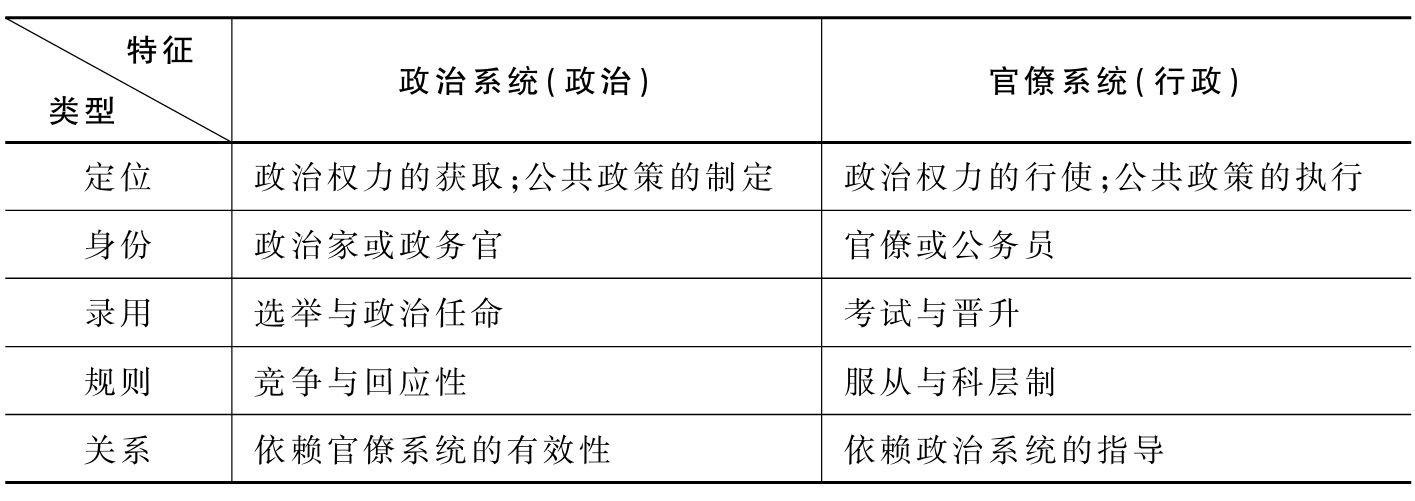 特征
类型
政治系统(政治)
官僚系统(行政)
定位
政治权力的获取;公共政策的制定
政治权力的行使;公共政策的执行
身份
政治家或政务官
官僚或公务员
录用
选举与政治任命
考试与晋升
规则
竞争与回应性
服从与科层制
关系
依赖官僚系统的有效性
依赖政治系统的指导